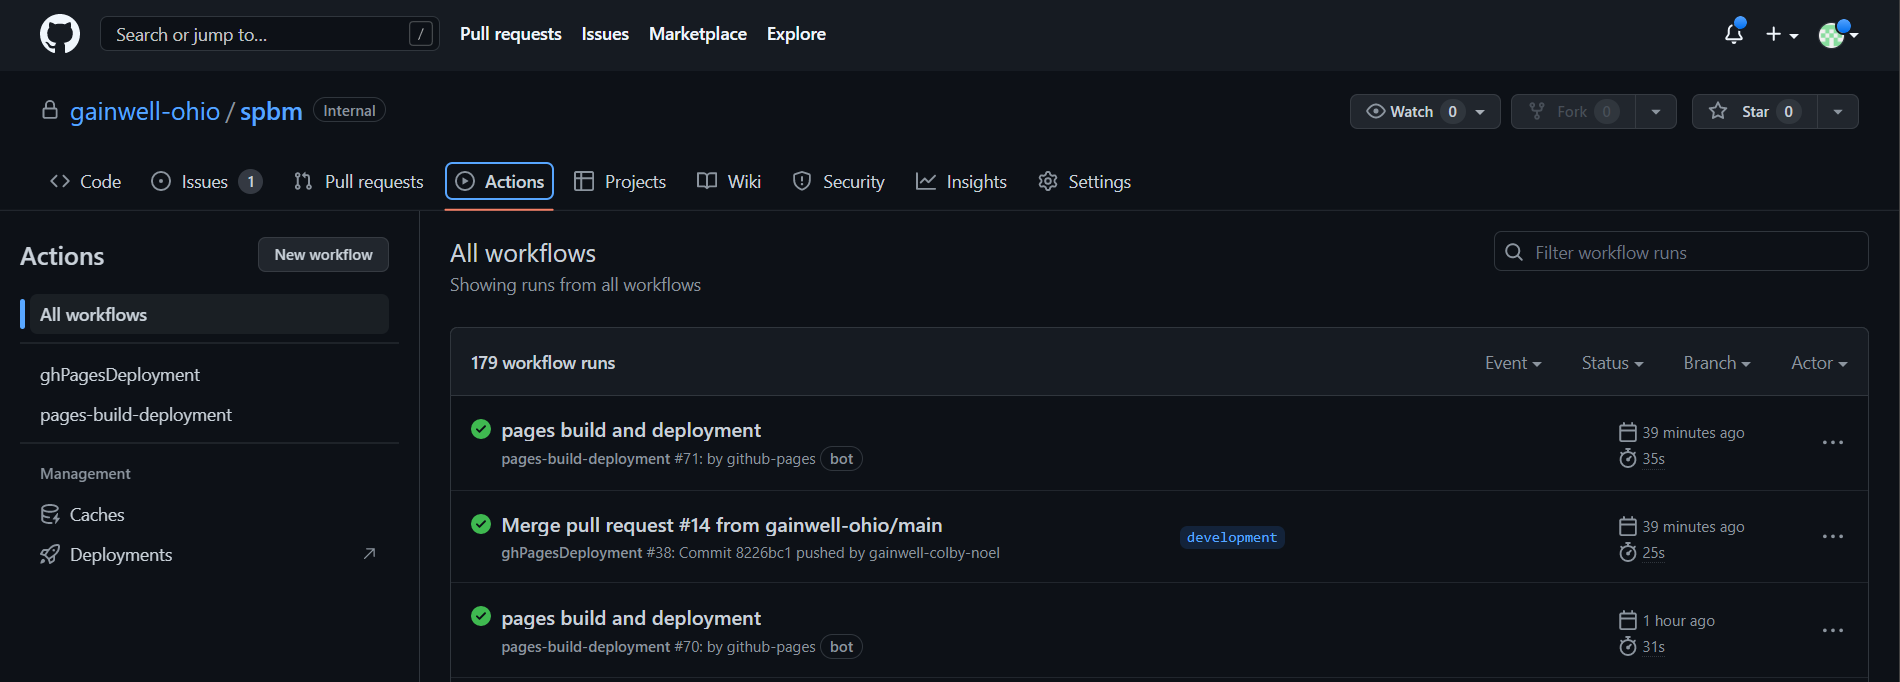 Search or jump to... /
Pull requests Issues Marketplace Explore
gainwell-ohio / spbm Internal
Watch 0 Fork 0 Star 0
Code Issues 1 Pull requests Actions Projects Wiki Security Insights Settings
Actions New workflow
All workflows
ghPagesDeployment
pages-build-deployment
Management
Caches
Deployments
All workflows
Showing runs from all workflows
Filter workflow runs
179 workflow runs Event Status Branch Actor
pages build and deployment
pages-build-deployment #71: by github-pages bot
39 minutes ago
35s
Merge pull request #14 from gainwell-ohio/main
ghPagesDeployment #38: Commit 8226bc1 pushed by gainwell-colby-noel
development
39 minutes ago
25s
pages build and deployment
pages-build-deployment #70: by github-pages bot
1 hour ago
31s